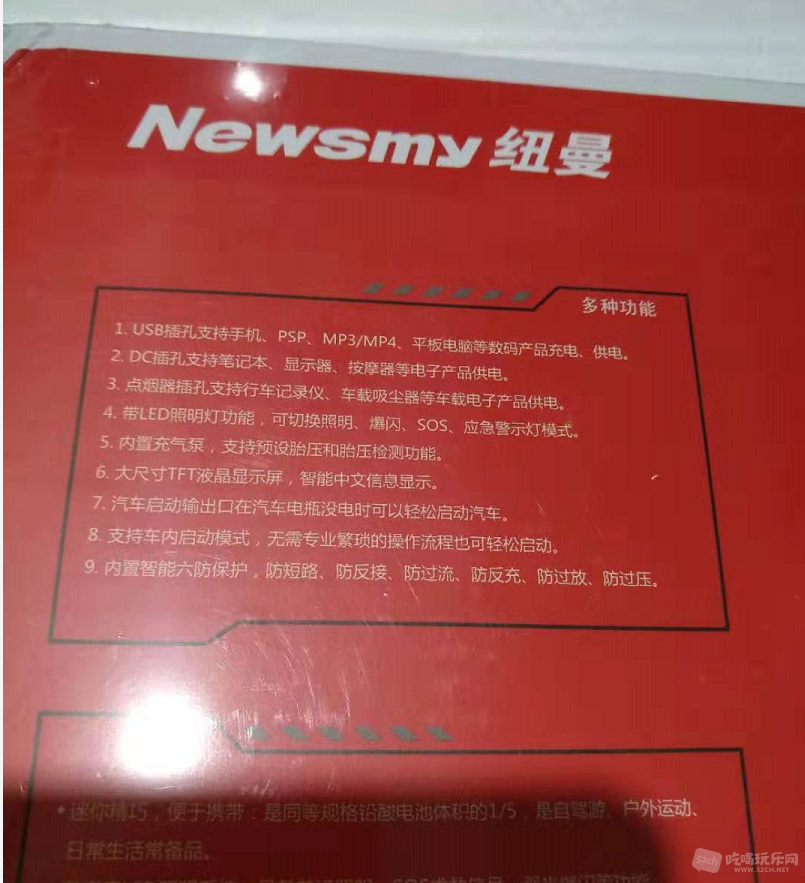 Newsmy 纽曼
多种功能
1. USB插孔支持手机、PSP、MP3/MP4、平板电脑等数码产品充电、供电。
2. DC插孔支持笔记本、显示器、按摩器等电子产品供电。
3. 点烟器插孔支持行车记录仪、车载吸尘器等车载电子产品供电。
4. 带LED照明灯功能，可切换照明、爆闪、SOS、应急警示灯模式。
5. 内置充气泵，支持预设胎压和胎压检测功能。
6. 大尺寸TFT液晶显示屏，智能中文信息显示。
7. 汽车启动输出口在汽车电瓶没电时可以轻松启动汽车。
8. 支持车内启动模式，无需专业繁琐的操作流程也可轻松启动。
9. 内置智能六防保护，防短路、防反接、防过流、防反充、防过放、防过压。
•迷你精巧，便于携带：是同等规格铅酸电池体积的1/5，是自驾游、户外运动、
日常生活常备品。
SOS求救信号
吃喝玩乐网
WWW.SZCH.NET